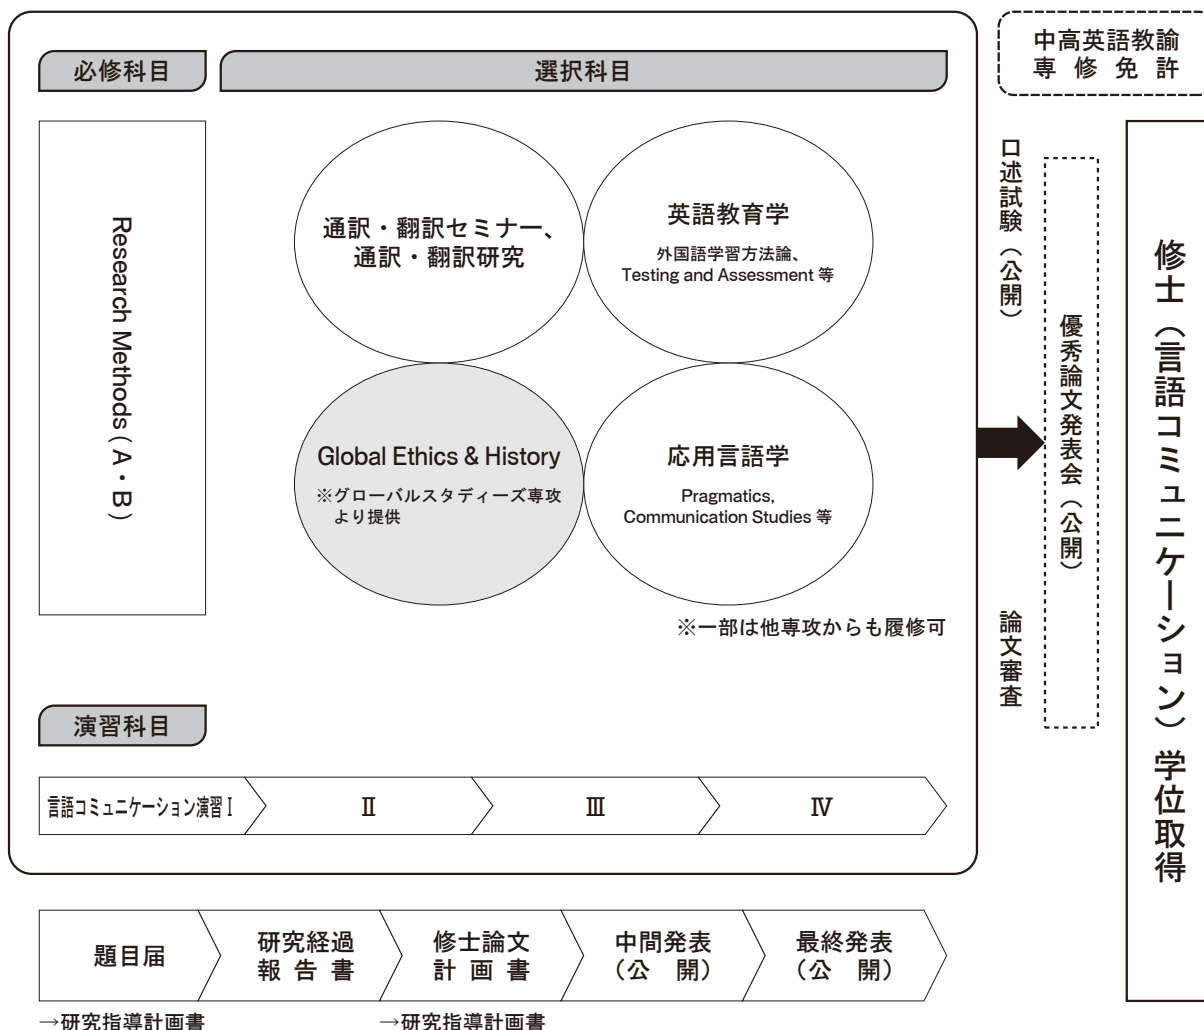 必修科目
選択科目
中高英語教諭
専修免許
Research Methods（A・B）
通訳・翻訳セミナー、
通訳・翻訳研究
英語教育学
外国語学習方法論、
Testing and Assessment 等
Global Ethics & History
※グローバルスタディーズ専攻
より提供
応用言語学
Pragmatics,
Communication Studies 等
※一部は他専攻からも履修可
口述試験（公開）
論文審査
優秀論文発表会（公開）
修士（言語コミュニケーション）学位取得
演習科目
言語コミュニケーション演習Ⅰ
Ⅱ
Ⅲ
Ⅳ
題目届
研究経過
報告書
修士論文
計画書
中間発表
（公　開）
最終発表
（公　開）
→研究指導計画書
→研究指導計画書